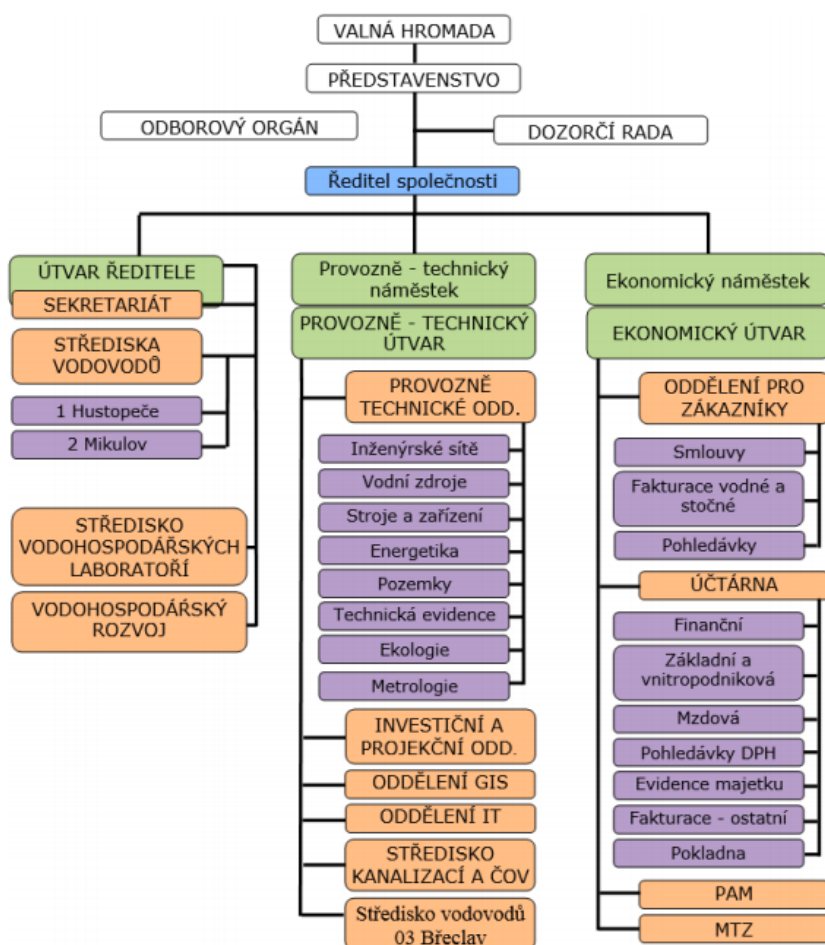 VALNÁ HROMADA
PŘEDSTAVENSTVO
ODBOROVÝ ORGÁN
DOZORČÍ RADA
Ředitel společnosti
ÚTVAR ŘEDITELE
SEKRETARIÁT
STŘEDISKA
VODOVODŮ
1 Hustopeče
2 Mikulov
STŘEDISKO
VODOHOSPODÁŘSKÝCH
LABORATOŘÍ
VODOHOSPODÁŘSKÝ
ROZVOJ
Provozně - technický
náměstek
PROVOZNĚ - TECHNICKÝ
ÚTVAR
PROVOZNĚ
TECHNICKÉ ODD.
Inženýrské sítě
Vodní zdroje
Stroje a zařízení
Energetika
Pozemky
Technická evidence
Ekologie
Metrologie
INVESTIČNÍ A
PROJEKČNÍ ODD.
ODDĚLENÍ GIS
ODDĚLENÍ IT
STŘEDISKO
KANALIZACÍ A ČOV
Středisko vodovodů
03 Břeclav
Ekonomický náměstek
EKONOMICKÝ ÚTVAR
ODDĚLENÍ PRO
ZÁKAZNÍKY
Smlouvy
Fakturace vodné a
stočné
Pohledávky
ÚČTÁRNA
Finanční
Základní a
vnitropodniková
Mzdová
Pohledávky DPH
Evidence majetku
Fakturace - ostatní
Pokladna
PAM
MTZ